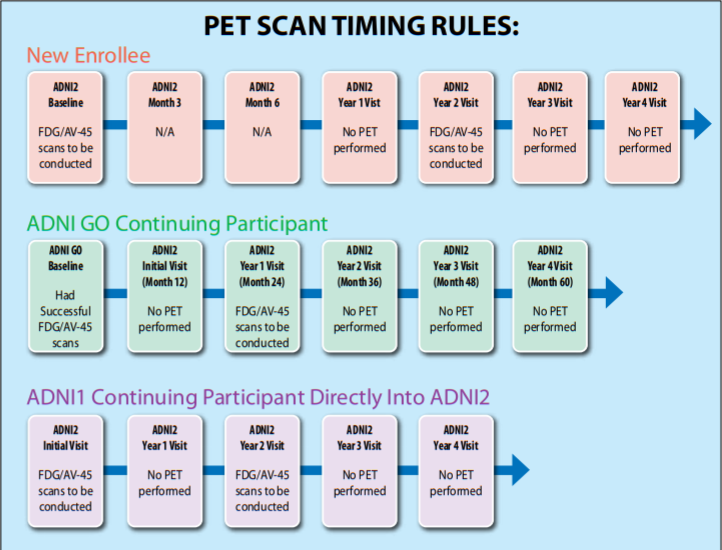 PET SCAN TIMING RULES:
New Enrollee
ADNI2
Baseline
FDG/AV-45
scans to be
conducted
ADNI2
Month 3
N/A
ADNI2
Month 6
N/A
ADNI2
Year 1 Vist
No PET
performed
ADNI2
Year 2 Visit
FDG/AV-45
scans to be
conducted
ADNI2
Year 3 Visit
No PET
performed
ADNI2
Year 4 Visit
No PET
performed
ADNI GO Continuing Participant
ADNI GO
Baseline
Had
Successful
FDG/AV-45
scans
ADNI2
Initial Visit
(Month 12)
No PET
performed
ADNI2
Year 1 Visit
(Month 24)
FDG/AV-45
scans to be
conducted
ADNI2
Year 2 Visit
(Month 36)
No PET
performed
ADNI2
Year 3 Visit
(Month 48)
No PET
performed
ADNI2
Year 4 Visit
(Month 60)
No PET
performed
ADNI1 Continuing Participant Directly Into ADNI2
ADNI2
Initial Visit
FDG/AV-45
scans to be
conducted
ADNI2
Year 1 Visit
No PET
performed
ADNI2
Year 2 Visit
FDG/AV-45
scans to be
conducted
ADNI2
Year 3 Visit
No PET
performed
ADNI2
Year 4 Visit
No PET
performed